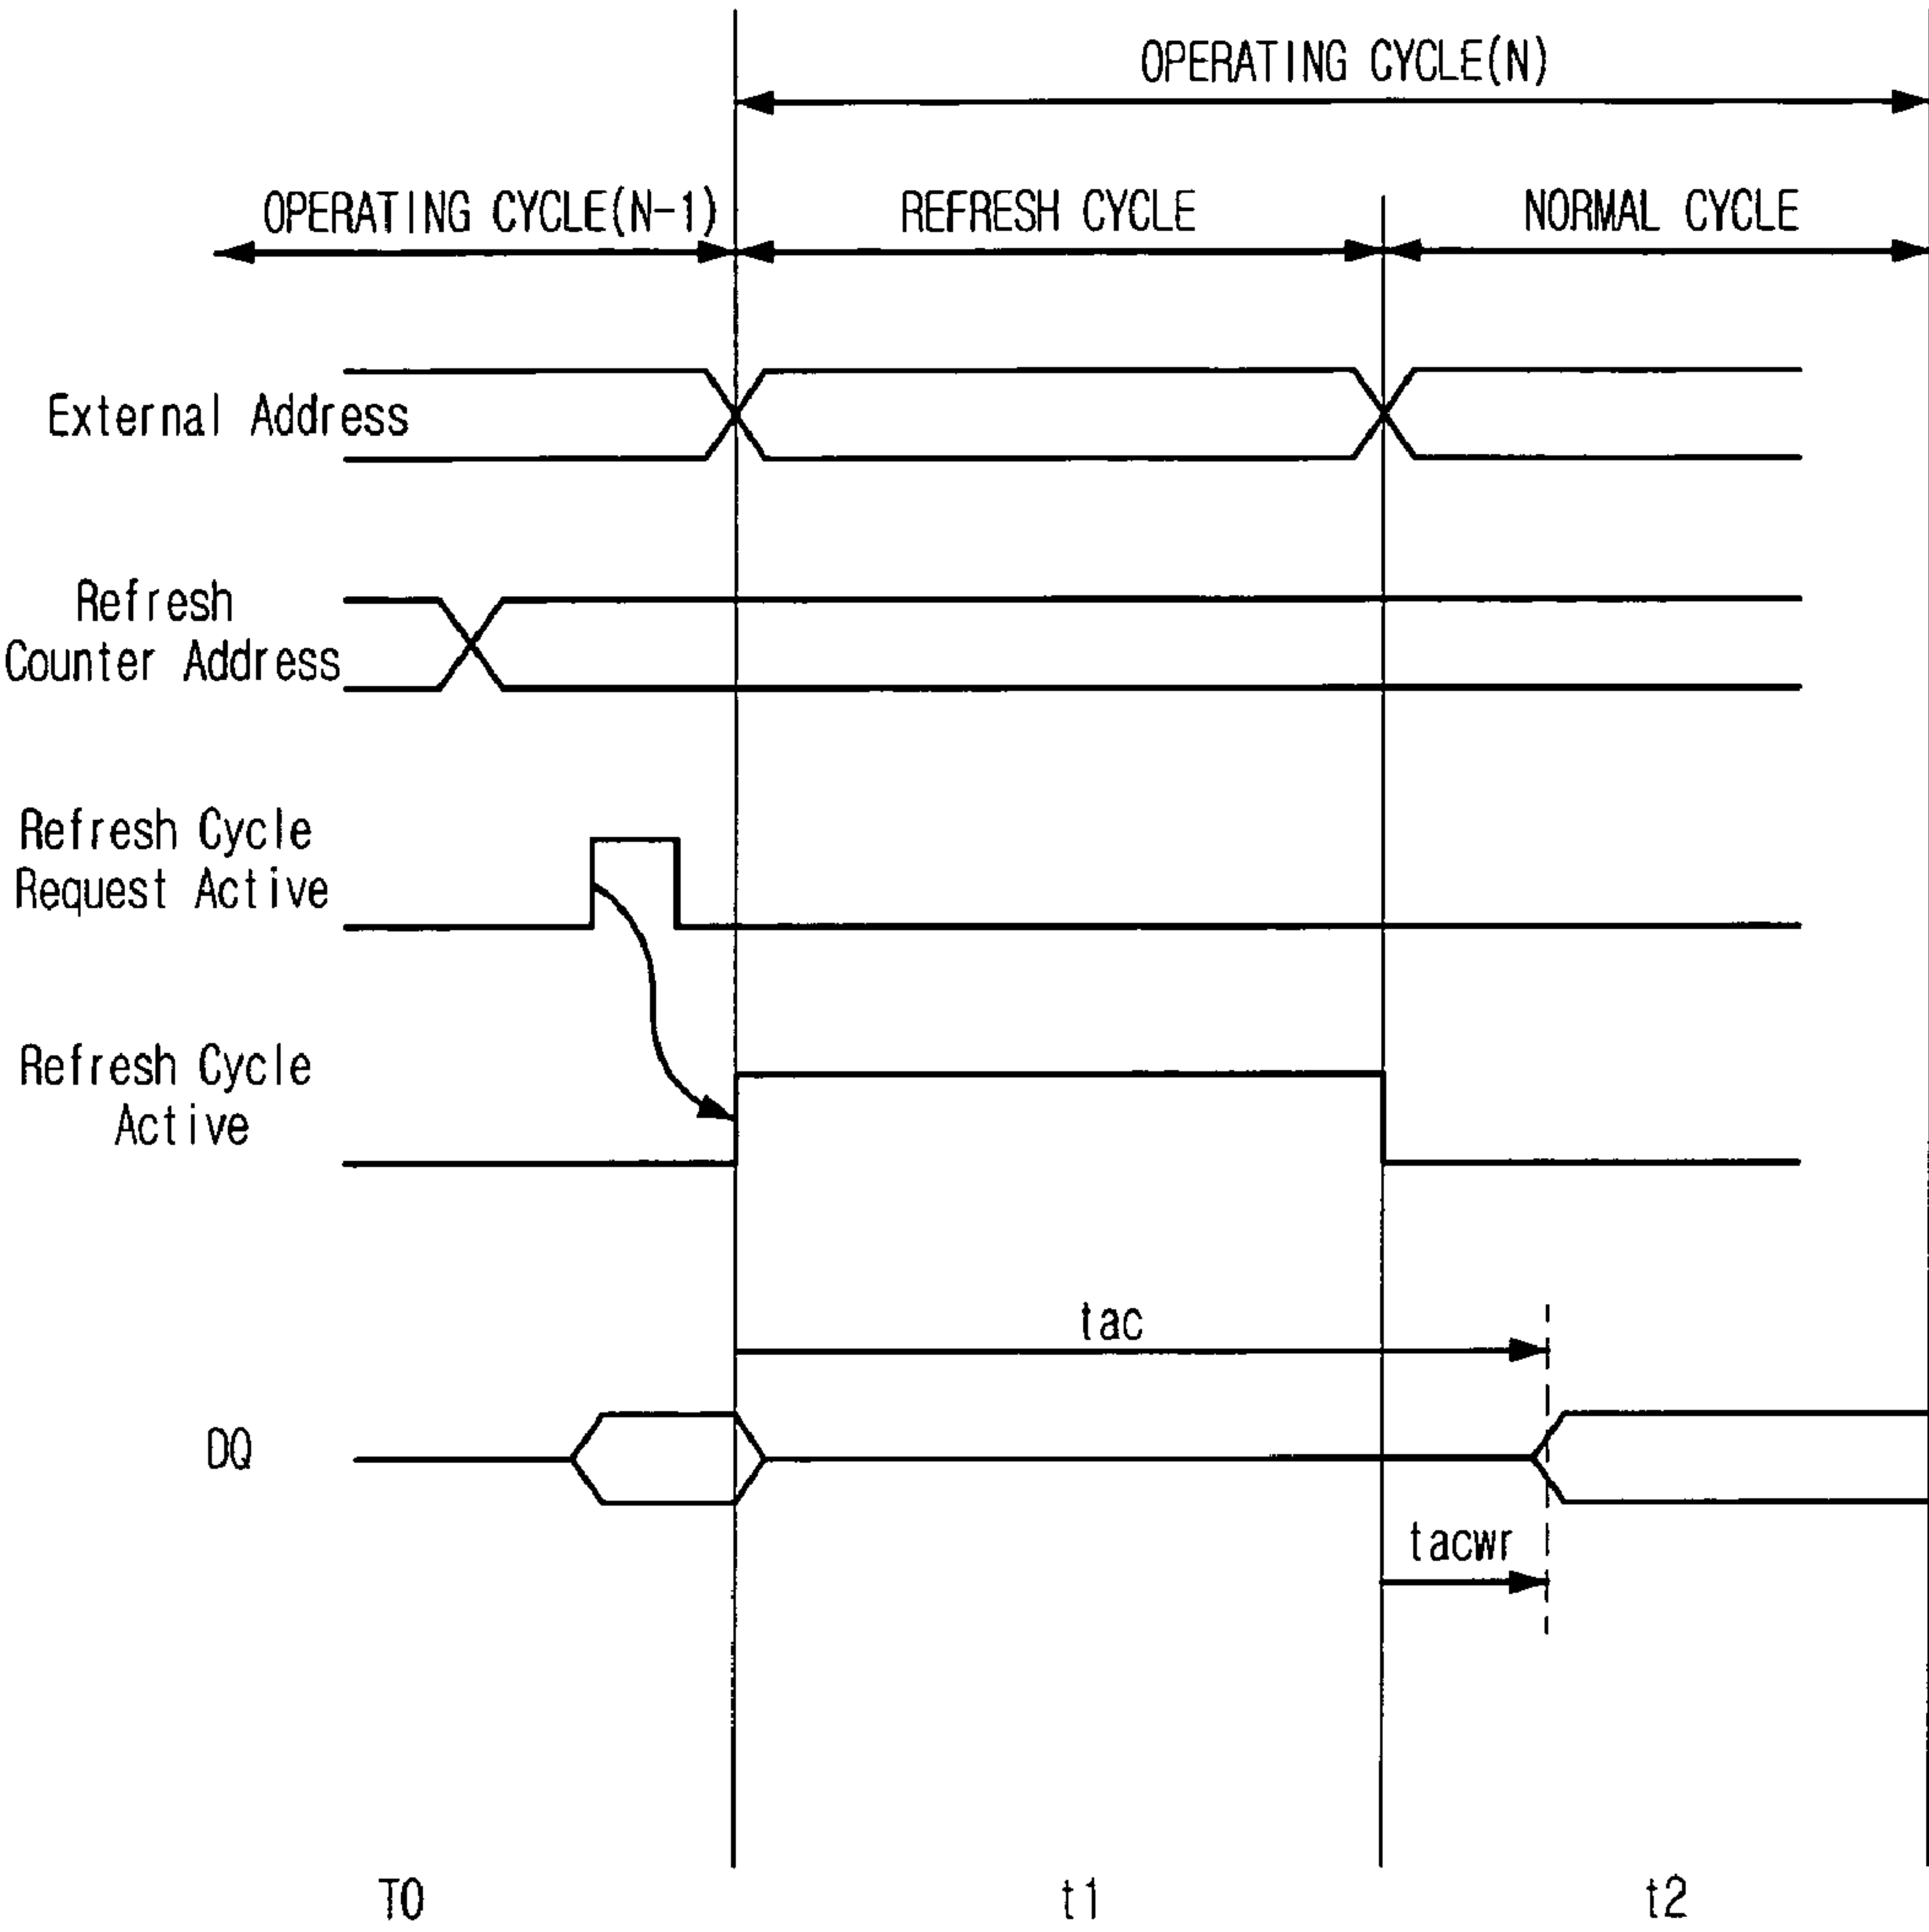 OPERATING CYCLE(N)
OPERATING CYCLE(N-1)
REFRESH CYCLE
NORMAL CYCLE
External Address
Refresh
Counter Address
Refresh Cycle
Request Active
Refresh Cycle
Active
tac
DQ
tacwr
T0
t1
t2